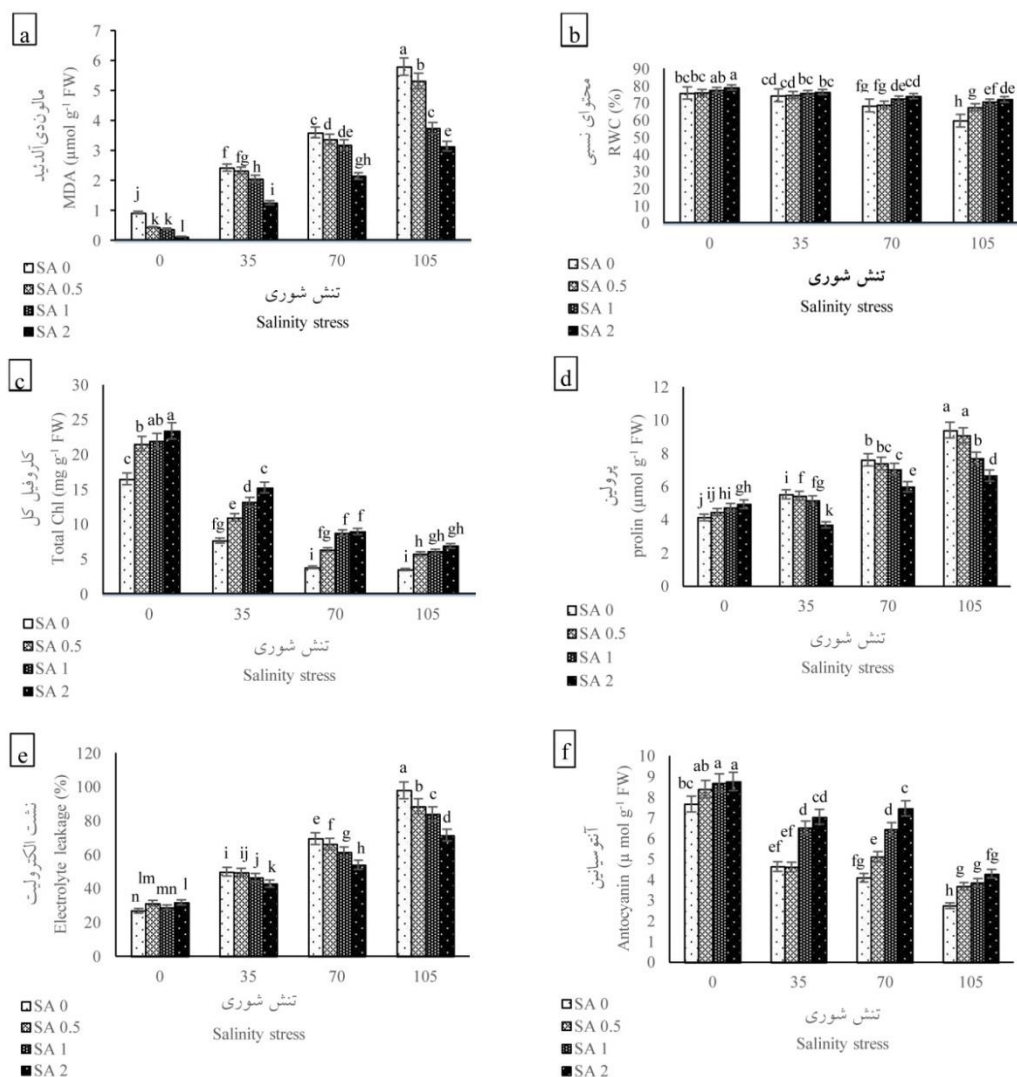 a
مالون‌دی‌آلدئید
MDA (µmol g-1 FW)
7
6
5
4
3
2
1
0
j k k l
f fg h i
c d de gh
a b c e
0 35 70 105
تنش شوری
Salinity stress
SA 0
SA 0.5
SA 1
SA 2
b
محتوای نسبی
RWC (%)
90
80
70
60
50
40
30
20
10
0
bc bc ab a
cd cd bc bc
fg fg de cd
h g ef de
0 35 70 105
تنش شوری
Salinity stress
SA 0
SA 0.5
SA 1
SA 2
c
کلروفیل کل
Total Chl (mg g-1 FW)
30
25
20
15
10
5
0
c b ab a
fg e d c
i fg f f
i h gh gh
0 35 70 105
تنش شوری
Salinity stress
SA 0
SA 0.5
SA 1
SA 2
d
پرولین
prolin (µmol g-1 FW)
12
10
8
6
4
2
0
j ij hi gh
i f fg k
b bc c e
a a b d
0 35 70 105
تنش شوری
Salinity stress
SA 0
SA 0.5
SA 1
SA 2
e
نشت الکترولیت
Electrolyte leakage (%)
120
100
80
60
40
20
0
n lm mn l
i ij j k
e f g h
a b c d
0 35 70 105
تنش شوری
Salinity stress
SA 0
SA 0.5
SA 1
SA 2
f
آنتوسیانین
Antocyanin (µ mol g-1 FW)
10
9
8
7
6
5
4
3
2
1
0
bc ab a a
ef ef d cd
fg e d c
h g g fg
0 35 70 105
تنش شوری
Salinity stress
SA 0
SA 0.5
SA 1
SA 2